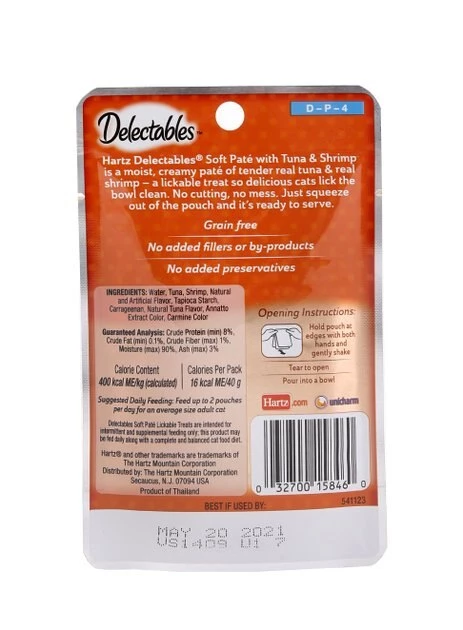 D – P – 4
Delectables™
Hartz Delectables® Soft Paté with Tuna & Shrimp
is a moist, creamy paté of tender real tuna & real
shrimp – a lickable treat so delicious cats lick the
bowl clean. No cutting, no mess. Just squeeze
out of the pouch and it's ready to serve.
Grain free
No added fillers or by-products
No added preservatives
INGREDIENTS: Water, Tuna, Shrimp, Natural
and Artificial Flavor, Tapioca Starch,
Carrageenan, Natural Tuna Flavor, Annatto
Extract Color, Carmine Color
Guaranteed Analysis: Crude Protein (min) 8%,
Crude Fat (min) 0.1%, Crude Fiber (max) 1%,
Moisture (max) 90%, Ash (max) 3%
Calorie Content
400 kcal ME/kg (calculated)
Calories Per Pack
16 kcal ME/40 g
Suggested Daily Feeding: Feed up to 2 pouches
per day for an average size adult cat
Delectables Soft Paté Lickable Treats are intended for
intermittent and supplemental feeding only; this product may
be fed daily along with a complete and balanced cat food diet.
Hartz® and other trademarks are trademarks of
The Hartz Mountain Corporation
Distributed by: The Hartz Mountain Corporation
Secaucus, N.J. 07094 USA
Product of Thailand
Opening Instructions:
Hold pouch at
edges with both
hands and
gently shake
Tear to open
Pour into a bowl
Hartz.com
unicharm
0 32700 15846 0
541123
BEST IF USED BY:
MAY 20 2021
US1409 U1 7